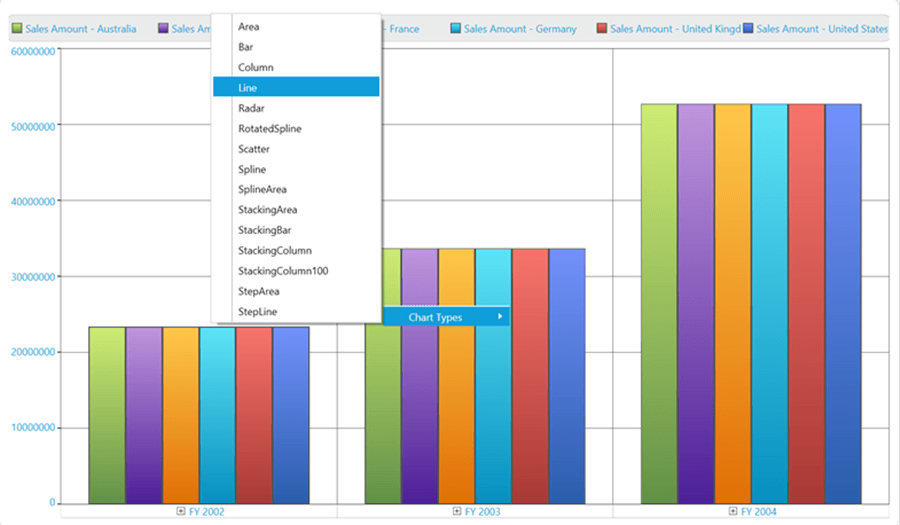 Sales Amount - Australia
Sales Am
- France
Sales Amount - Germany
Sales Amount - United Kingd
Sales Amount - United States
Area
Bar
Column
Line
Radar
RotatedSpline
Scatter
Spline
SplineArea
StackingArea
StackingBar
StackingColumn
StackingColumn100
StepArea
StepLine
Chart Types
60000000
50000000
40000000
30000000
20000000
10000000
0
FY 2002
FY 2003
FY 2004